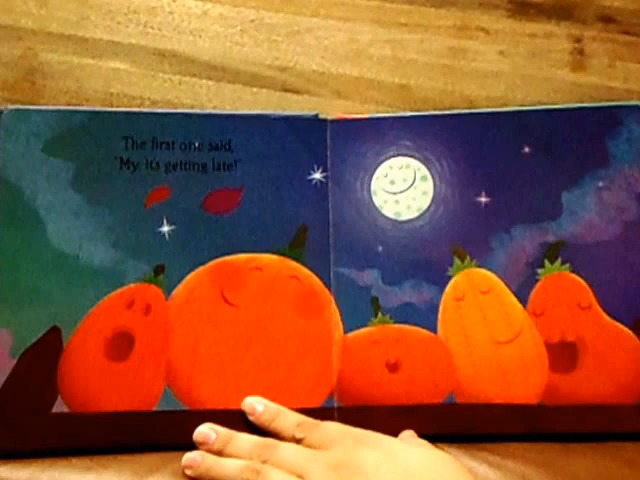 The first one said,
"My, it's getting late!"